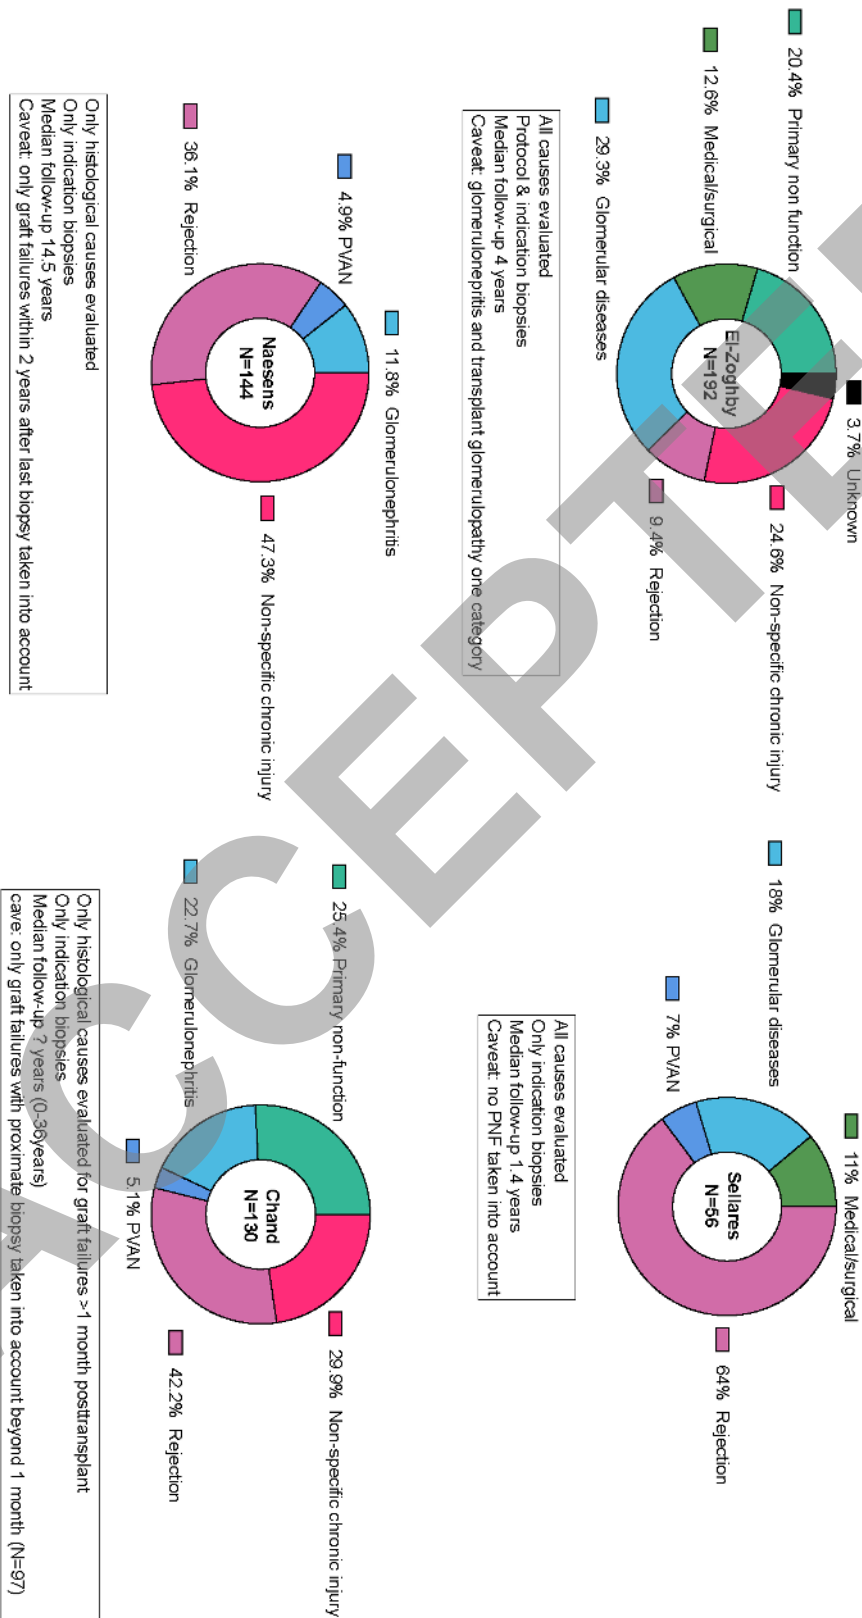 20.4% Primary non function
12.6% Medical/surgical
29.3% Glomerular diseases
3.7% Unknown
24.6% Non-specific chronic injury
9.4% Rejection
El-Zoghby
N=192
All causes evaluated
Protocol & indication biopsies
Median follow-up 4 years
Caveat: glomerulonepritis and transplant glomerulopathy one category
18% Glomerular diseases
7% PVAN
11% Medical/surgical
64% Rejection
Sellares
N=56
All causes evaluated
Only indication biopsies
Median follow-up 1.4 years
Caveat: no PNF taken into account
4.9% PVAN
36.1% Rejection
11.8% Glomerulonephritis
47.3% Non-specific chronic injury
Naesens
N=144
Only histological causes evaluated
Only indication biopsies
Median follow-up 14.5 years
Caveat: only graft failures within 2 years after last biopsy taken into account
25.4% Primary non-function
22.7% Glomerulonephritis
5.1% PVAN
29.9% Non-specific chronic injury
42.2% Rejection
Chand
N=130
Only histological causes evaluated for graft failures >1 month posttransplant
Only indication biopsies
Median follow-up ? years (0-36years)
cave: only graft failures with proximate biopsy taken into account beyond 1 month (N=97)
ACCEPTE